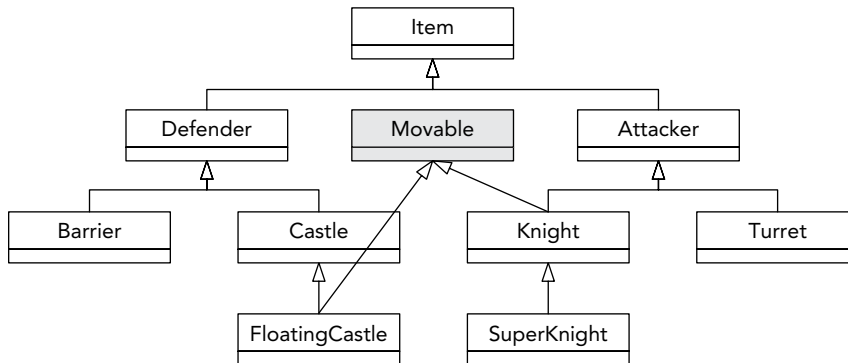 Item
Defender
Movable
Attacker
Barrier
Castle
Knight
Turret
FloatingCastle
SuperKnight